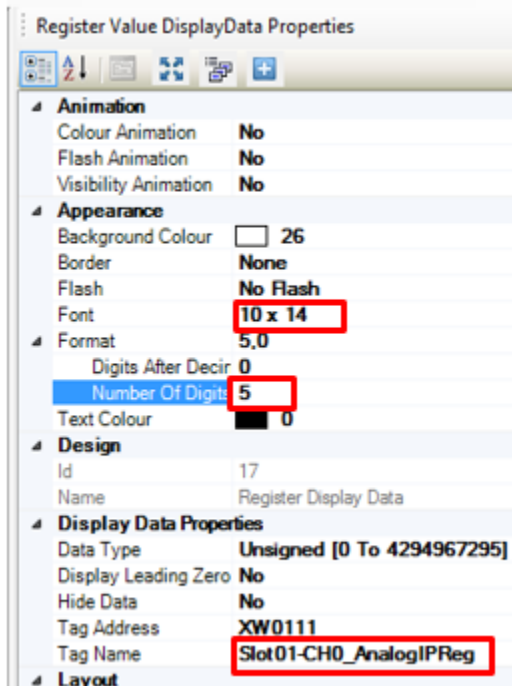 Register Value DisplayData Properties
Animation
Colour Animation No
Flash Animation No
Visibility Animation No
Appearance
Background Colour 26
Border None
Flash No Flash
Font 10 x 14
Format 5,0
Digits After Decir 0
Number Of Digits 5
Text Colour 0
Design
Id 17
Name Register Display Data
Display Data Properties
Data Type Unsigned [0 To 4294967295]
Display Leading Zero No
Hide Data No
Tag Address XW0111
Tag Name Slot01-CH0_AnalogIPReg
Layout